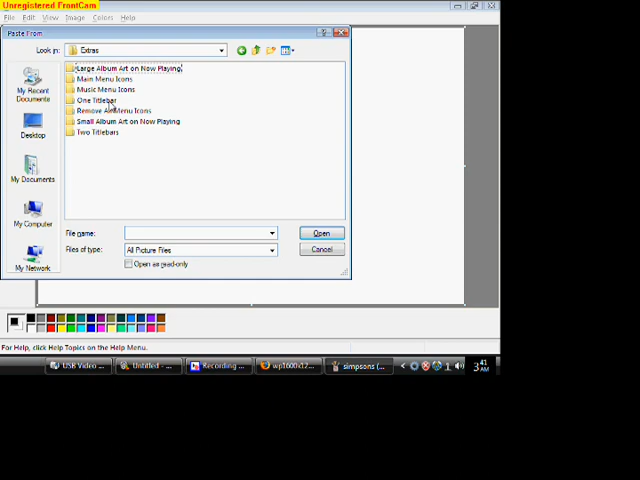 Unregistered FrontCam
File Edit View Image Colors Help
Paste From
Look in: Extras
Large Album Art on Now Playing
Main Menu Icons
Music Menu Icons
One Titlebar
Remove All Menu Icons
Small Album Art on Now Playing
Two Titlebars
My Recent
Documents
Desktop
My Documents
My Computer
My Network
File name:
Open
Files of type: All Picture Files
Cancel
Open as read-only
For Help, click Help Topics on the Help Menu.
USB Video ... Untitled - ... Recording ... wp1600x12... simpsons (... 3:41
AM